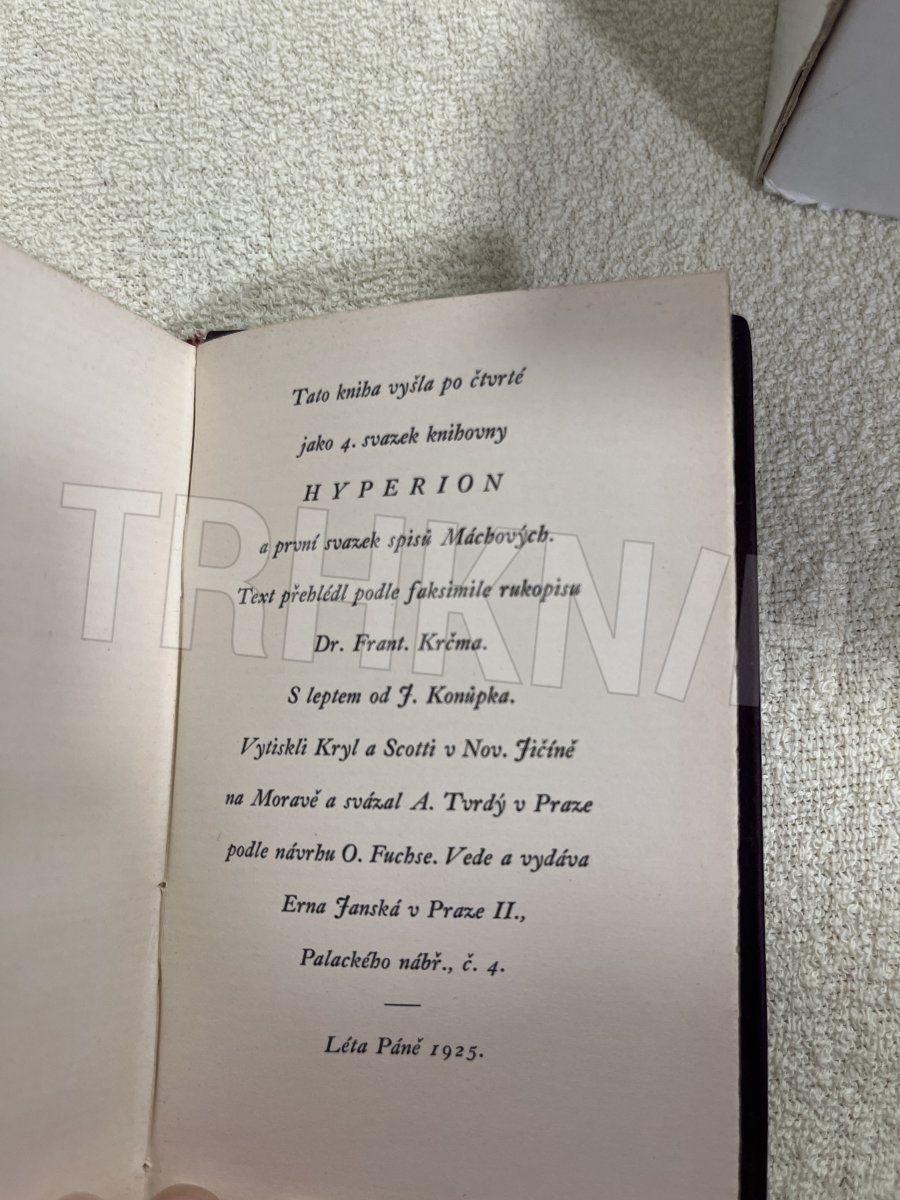 Tato kniha vyšla po čtvrté
jako 4. svazek knihovny
HYPERION
a první svazek spisů Máchových.
Text přehlédl podle faksimile rukopisu
Dr. Frant. Krčma.
S leptem od J. Konůpka.
Vytiskli Kryl a Scotti v Nov. Jičíně
na Moravě a svázal A. Tvrdý v Praze
podle návrhu O. Fuchse. Vede a vydáva
Erna Janská v Praze II.,
Palackého nábř., č. 4.
Léta Páně 1925.